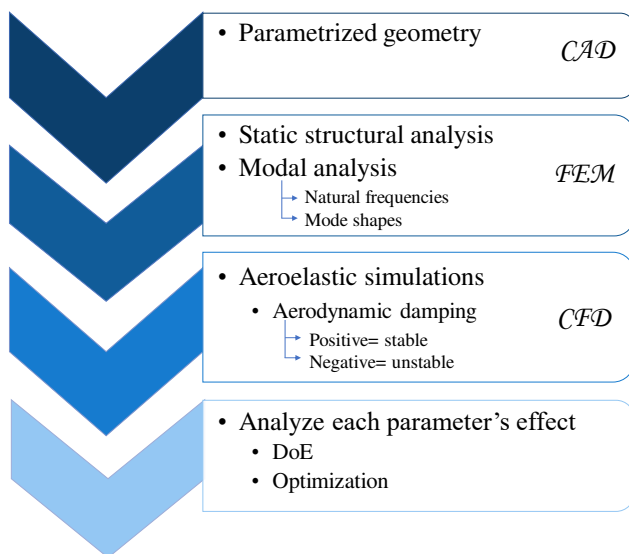 • Parametrized geometry
CAD
• Static structural analysis
• Modal analysis
Natural frequencies
Mode shapes
FEM
• Aeroelastic simulations
• Aerodynamic damping
Positive= stable
Negative= unstable
CFD
• Analyze each parameter’s effect
• DoE
• Optimization